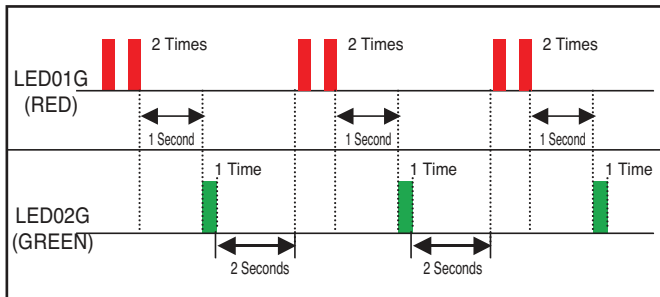 2 Times 2 Times 2 Times
LED01G
(RED)
1 Second 1 Second 1 Second
1 Time 1 Time 1 Time
LED02G
(GREEN)
2 Seconds 2 Seconds